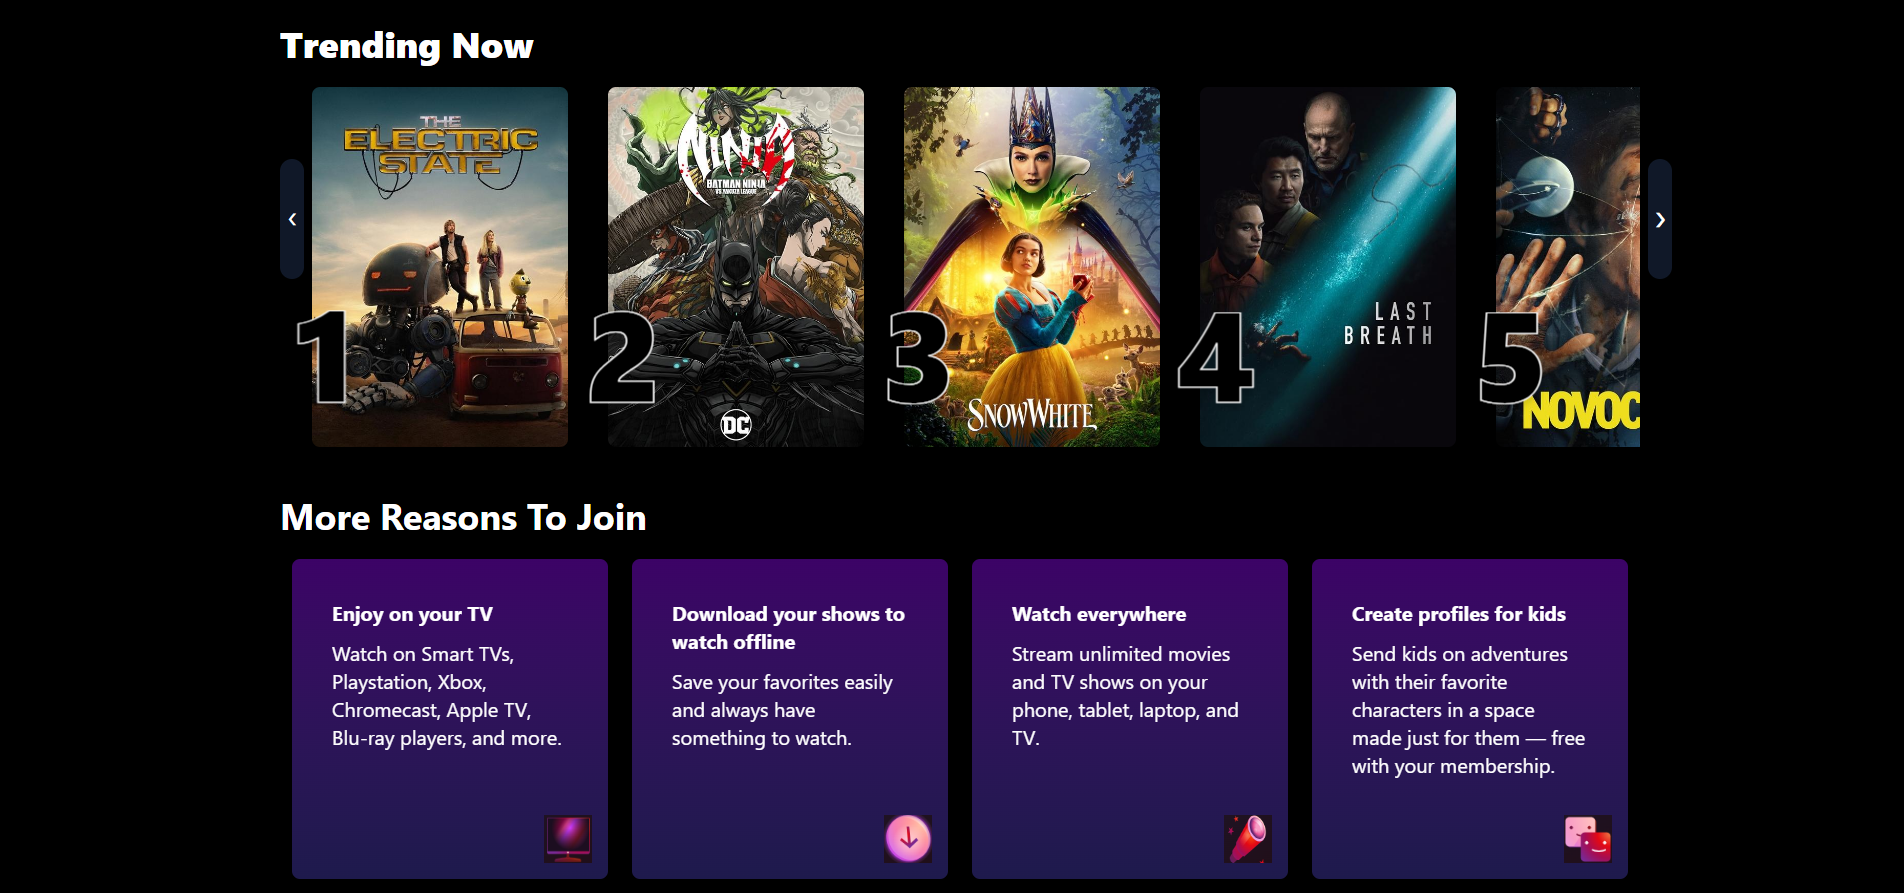 Trending Now
THE
ELECTRIC
STATE
1
NINJA
BATMAN NINJA
VS. YAKUZA LEAGUE
DC
2
SNOW WHITE
3
LAST
BREATH
4
NOVOC
5
More Reasons To Join
Enjoy on your TV
Watch on Smart TVs,
Playstation, Xbox,
Chromecast, Apple TV,
Blu-ray players, and more.
Download your shows to
watch offline
Save your favorites easily
and always have
something to watch.
Watch everywhere
Stream unlimited movies
and TV shows on your
phone, tablet, laptop, and
TV.
Create profiles for kids
Send kids on adventures
with their favorite
characters in a space
made just for them — free
with your membership.